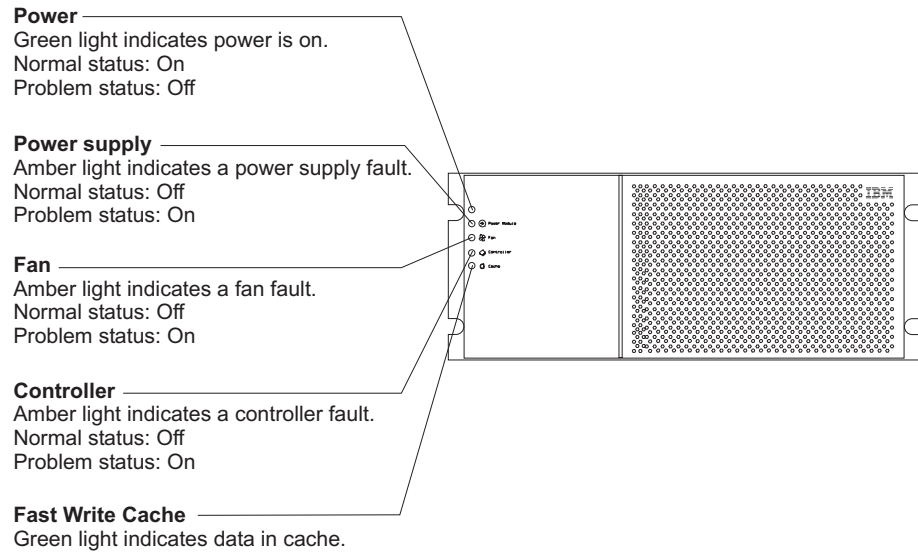 Power
Green light indicates power is on.
Normal status: On
Problem status: Off
Power supply
Amber light indicates a power supply fault.
Normal status: Off
Problem status: On
Fan
Amber light indicates a fan fault.
Normal status: Off
Problem status: On
Controller
Amber light indicates a controller fault.
Normal status: Off
Problem status: On
Fast Write Cache
Green light indicates data in cache.
IBM
Power Module
Fan
Controller
Cache